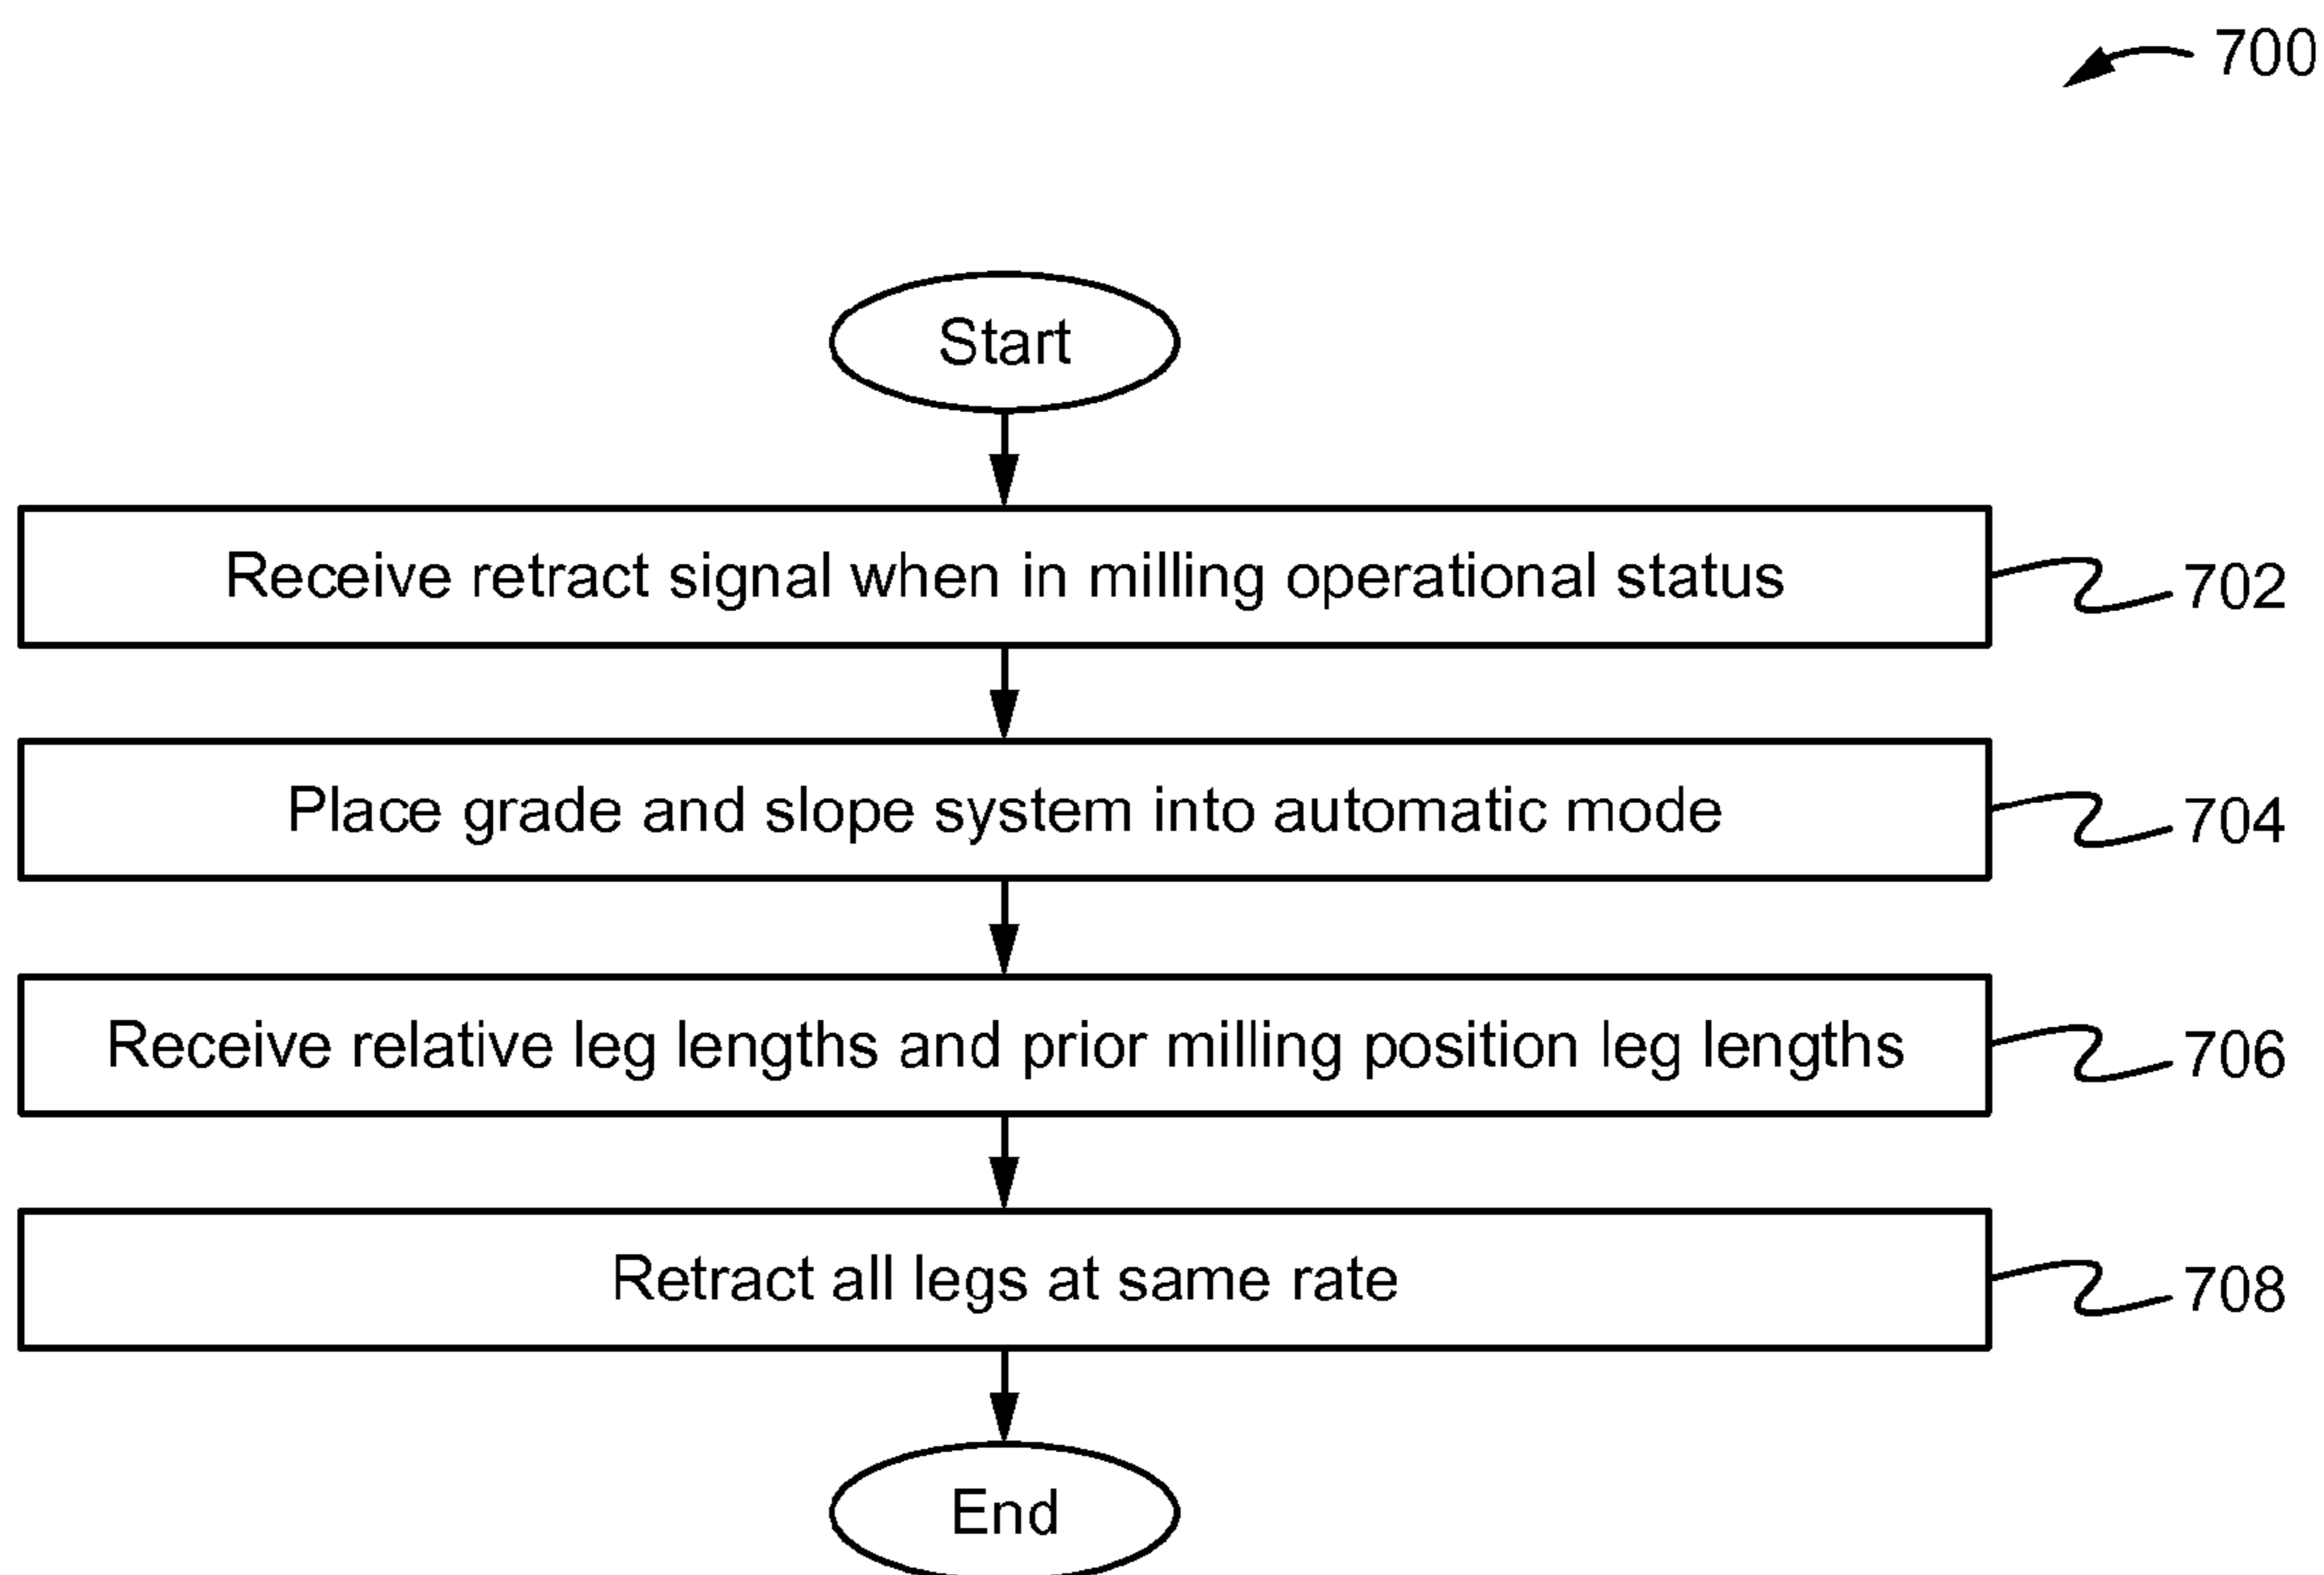 700
Start
Receive retract signal when in milling operational status
702
Place grade and slope system into automatic mode
704
Receive relative leg lengths and prior milling position leg lengths
706
Retract all legs at same rate
708
End